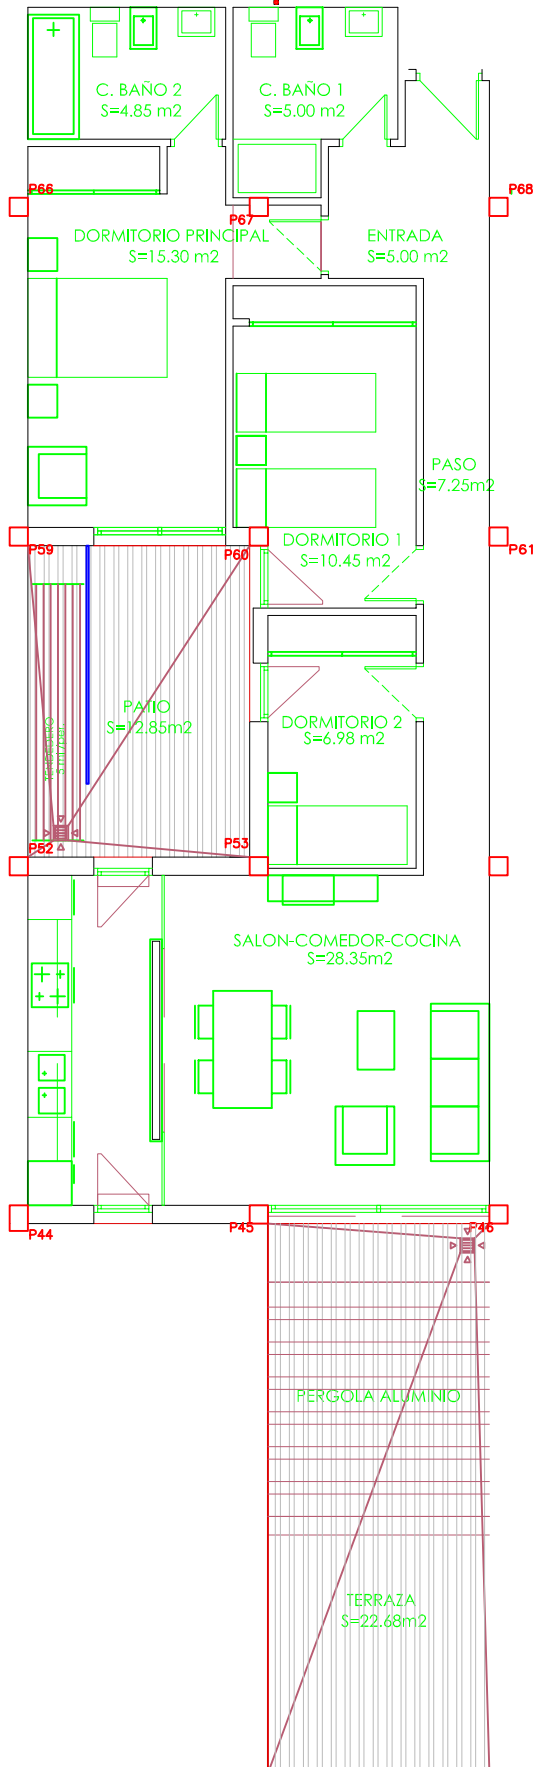 C. BAÑO 2
S=4.85 m2
C. BAÑO 1
S=5.00 m2
P66
P67
P68
DORMITORIO PRINCIPAL
S=15.30 m2
ENTRADA
S=5.00 m2
PASO
S=7.25m2
DORMITORIO 1
S=10.45 m2
P59
P60
P61
PATIO
S=12.85m2
TENDEDERO
DORMITORIO 2
S=6.98 m2
P52
P53
SALON-COMEDOR-COCINA
S=28.35m2
P44
P45
P46
PERGOLA ALUMINIO
TERRAZA
S=22.68m2